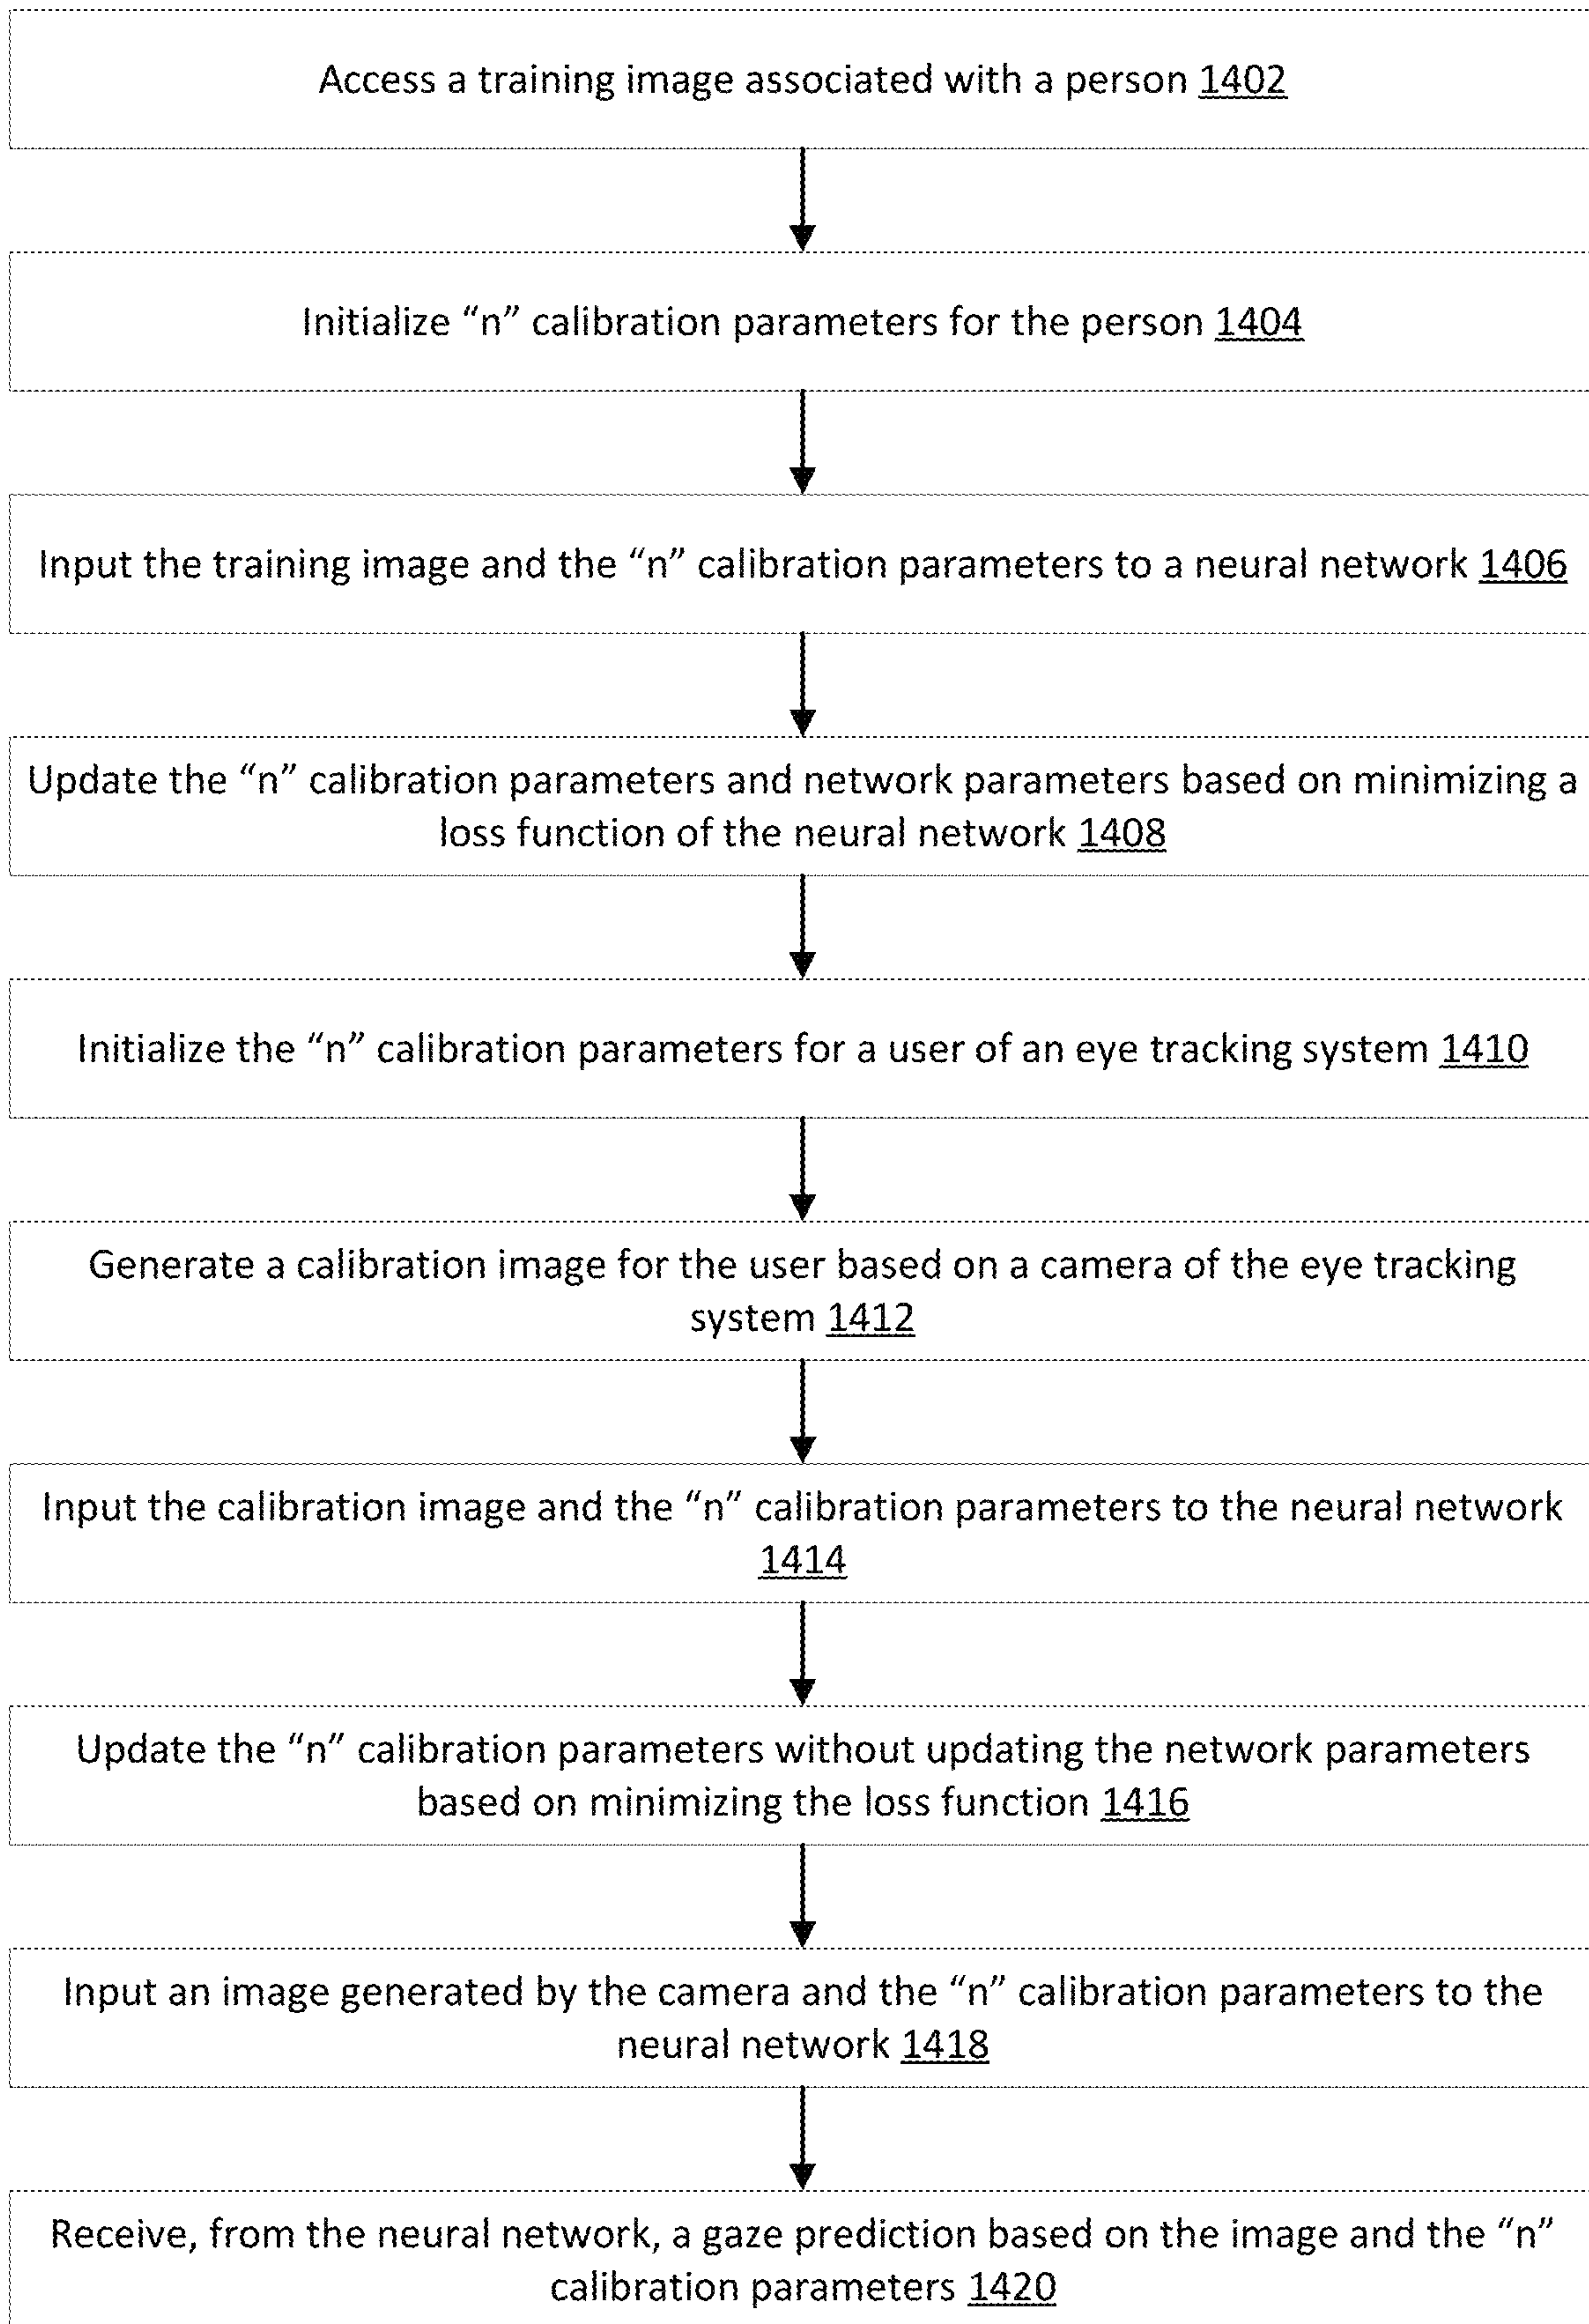 Access a training image associated with a person 1402
Initialize “n” calibration parameters for the person 1404
Input the training image and the “n” calibration parameters to a neural network 1406
Update the “n” calibration parameters and network parameters based on minimizing a
loss function of the neural network 1408
Initialize the “n” calibration parameters for a user of an eye tracking system 1410
Generate a calibration image for the user based on a camera of the eye tracking
system 1412
Input the calibration image and the “n” calibration parameters to the neural network
1414
Update the “n” calibration parameters without updating the network parameters
based on minimizing the loss function 1416
Input an image generated by the camera and the “n” calibration parameters to the
neural network 1418
Receive, from the neural network, a gaze prediction based on the image and the “n”
calibration parameters 1420